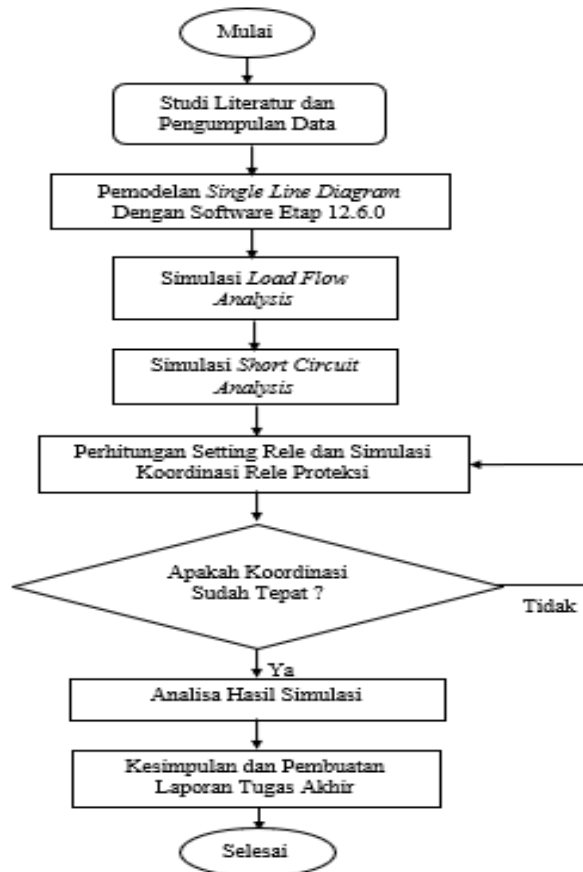 Mulai
Studi Literatur dan
Pengumpulan Data
Pemodelan Single Line Diagram
Dengan Software Etap 12.6.0
Simulasi Load Flow
Analysis
Simulasi Short Circuit
Analysis
Perhitungan Setting Rele dan Simulasi
Koordinasi Rele Proteksi
Apakah Koordinasi
Sudah Tepat ?
Tidak
Ya
Analisa Hasil Simulasi
Kesimpulan dan Pembuatan
Laporan Tugas Akhir
Selesai